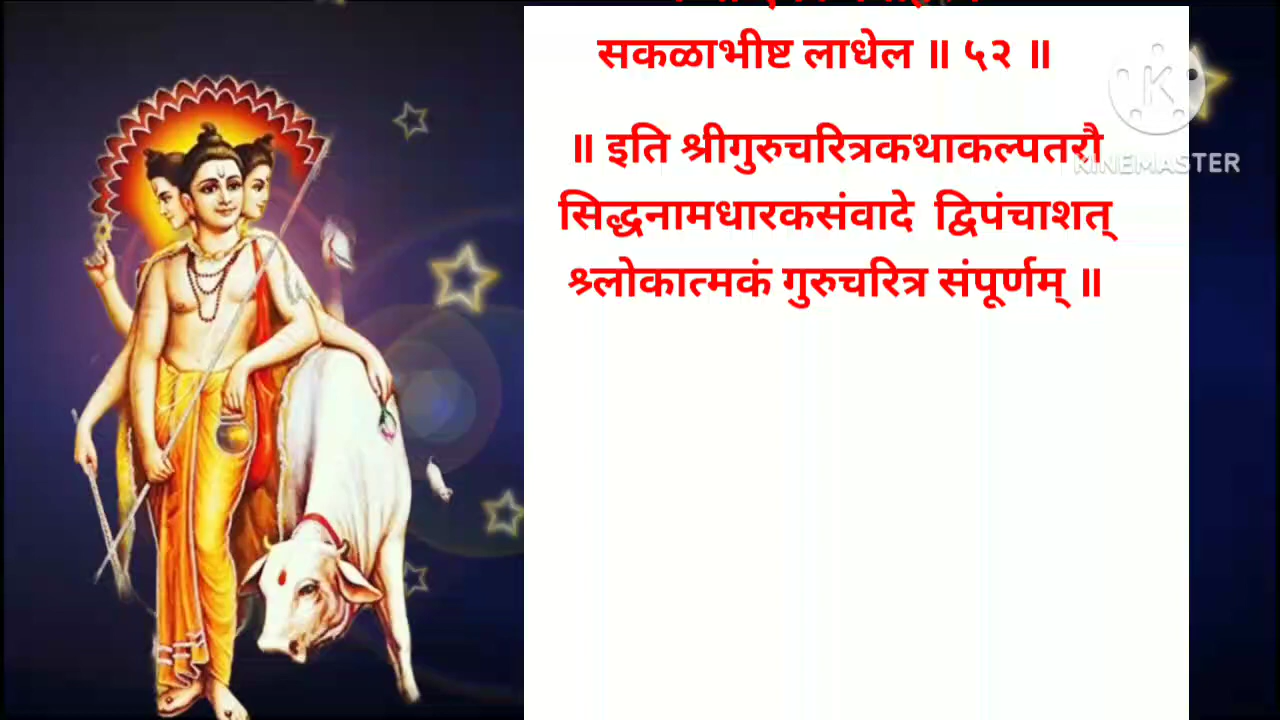 सकळाभीष्ट लाधेल ॥ ५२ ॥
॥ इति श्रीगुरुचरित्रकथाकल्पतरौ
सिद्धनामधारकसंवादे द्विपंचाशत्
श्र्लोकात्मकं गुरुचरित्र संपूर्णम् ॥
KINEMASTER